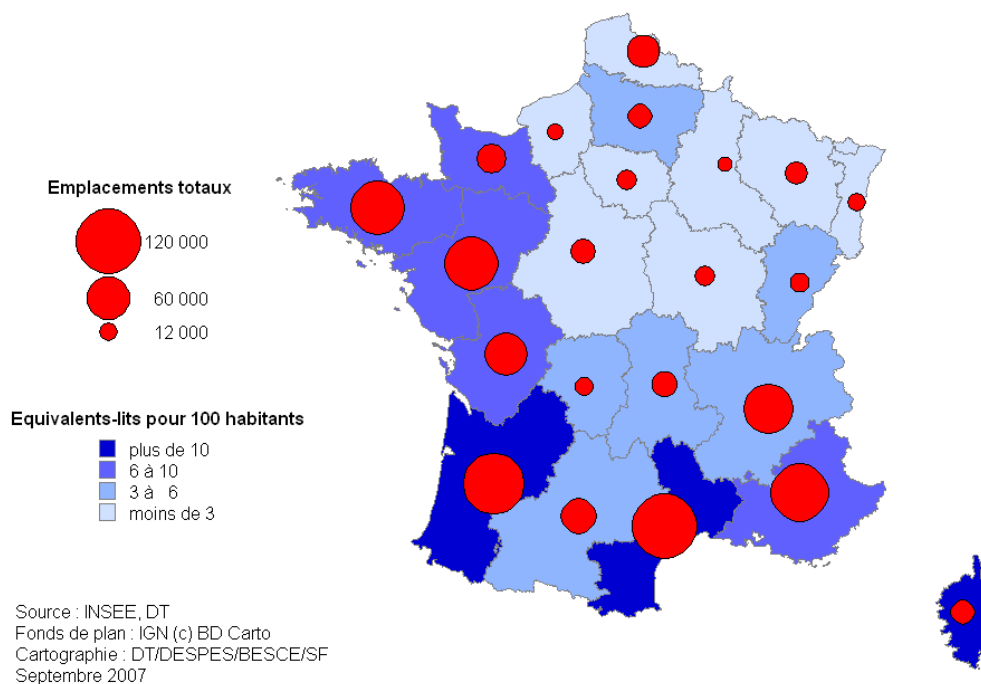 Emplacements totaux
120 000
60 000
12 000
Equivalents-lits pour 100 habitants
plus de 10
6 à 10
3 à 6
moins de 3
Source : INSEE, DT
Fonds de plan : IGN (c) BD Carto
Cartographie : DT/DESPES/BESCE/SF
Septembre 2007